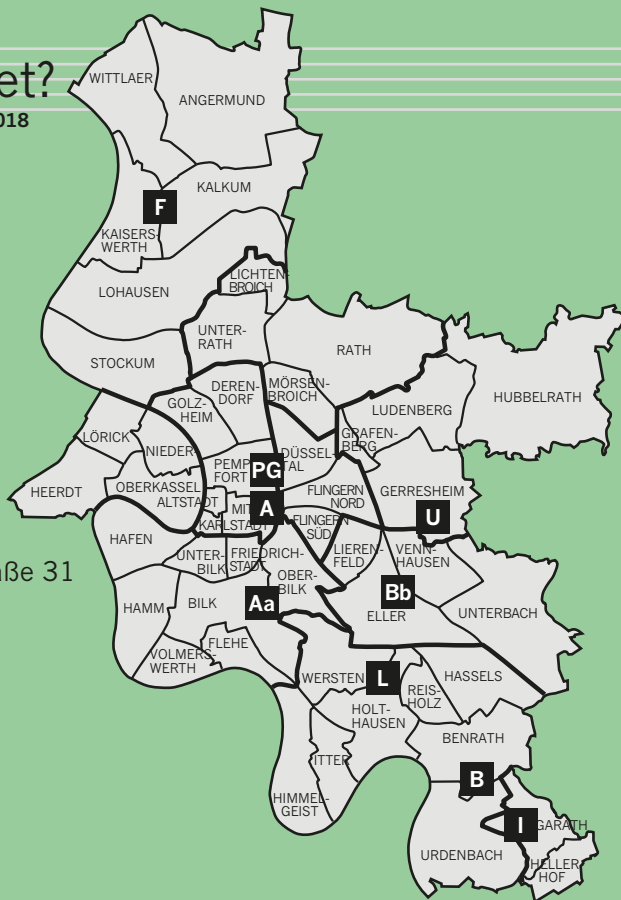 et?
018
WITTLAER
ANGERMUND
KALKUM
F
KAISERS-
WERTH
LICHTEN-
BROICH
LOHAUSEN
UNTER-
RATH
RATH
STOCKUM
DEREN-
DORF
MÖRSEN-
BROICH
HUBBELRATH
GOLZ-
HEIM
LUDENBERG
LÖRICK
GRAFEN-
BERG
NIEDER-
DÜSSEL-
TAL
PEMP
FORT
PG
HEERDT
OBERKASSEL
ALTSTADT
FLINGERN
NORD
GERRESHEIM
MIT
A
U
KARLSTADT
FLINGERN
SÜD
HAFEN
UNTER-
BILK
FRIEDRICH-
STADT
LIEREN-
FELD
VENN-
HAUSEN
aße 31
OBER-
BILK
Bb
HAMM
BILK
Aa
ELLER
UNTERBACH
FLEHE
VOLMERS-
WERTH
WERSTEN
L
HASSELS
REIS-
HOLZ
HOLT-
HAUSEN
BENRATH
ITTER
B
HIMMEL-
GEIST
I
GARATH
URDENBACH
HELLER-
HOF